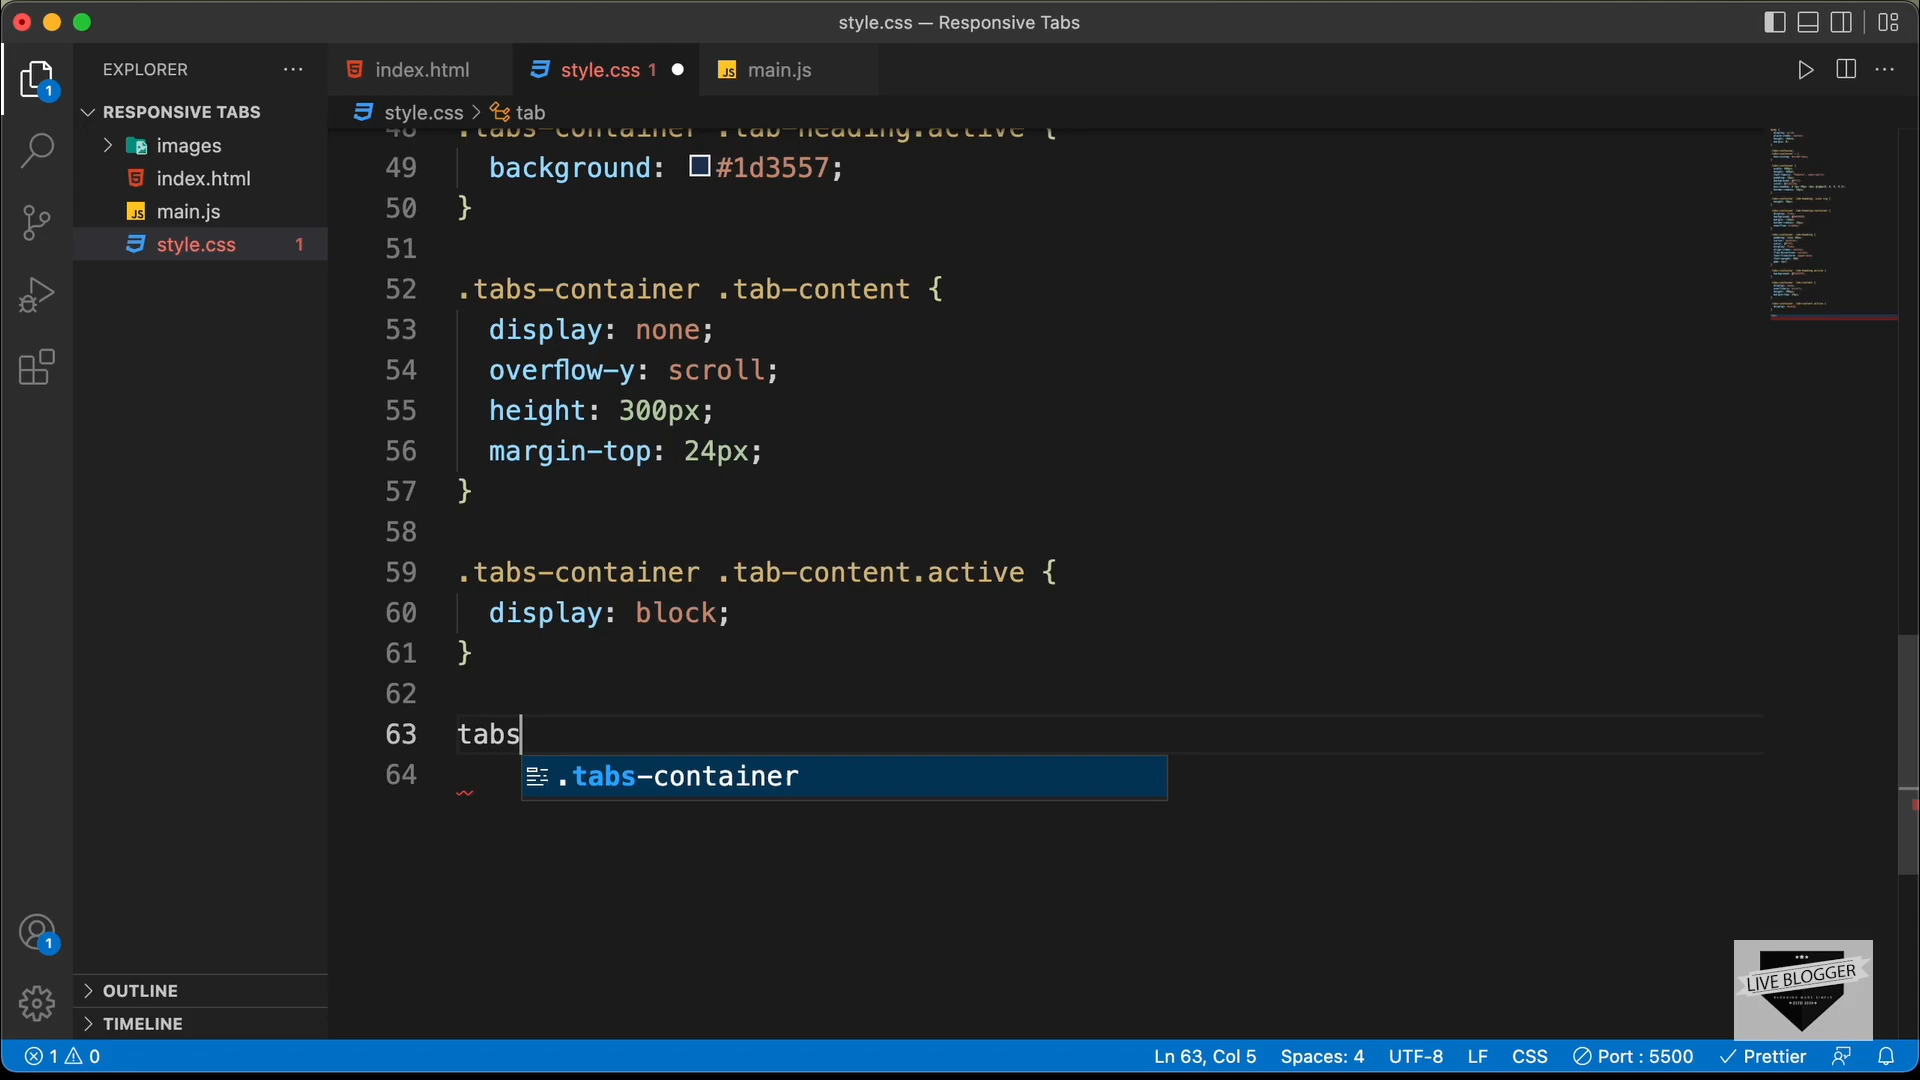 style.css — Responsive Tabs
EXPLORER
index.html
style.css 1
main.js
RESPONSIVE TABS
style.css > tab
images
index.html
main.js
style.css 1
48 .tabs-container .tab-heading.active {
49 background: #1d3557;
50 }
51
52 .tabs-container .tab-content {
53 display: none;
54 overflow-y: scroll;
55 height: 300px;
56 margin-top: 24px;
57 }
58
59 .tabs-container .tab-content.active {
60 display: block;
61 }
62
63 tabs
64
.tabs-container
1
1
OUTLINE
TIMELINE
LIVE BLOGGER
1 0
Ln 63, Col 5 Spaces: 4 UTF-8 LF CSS Port : 5500 Prettier